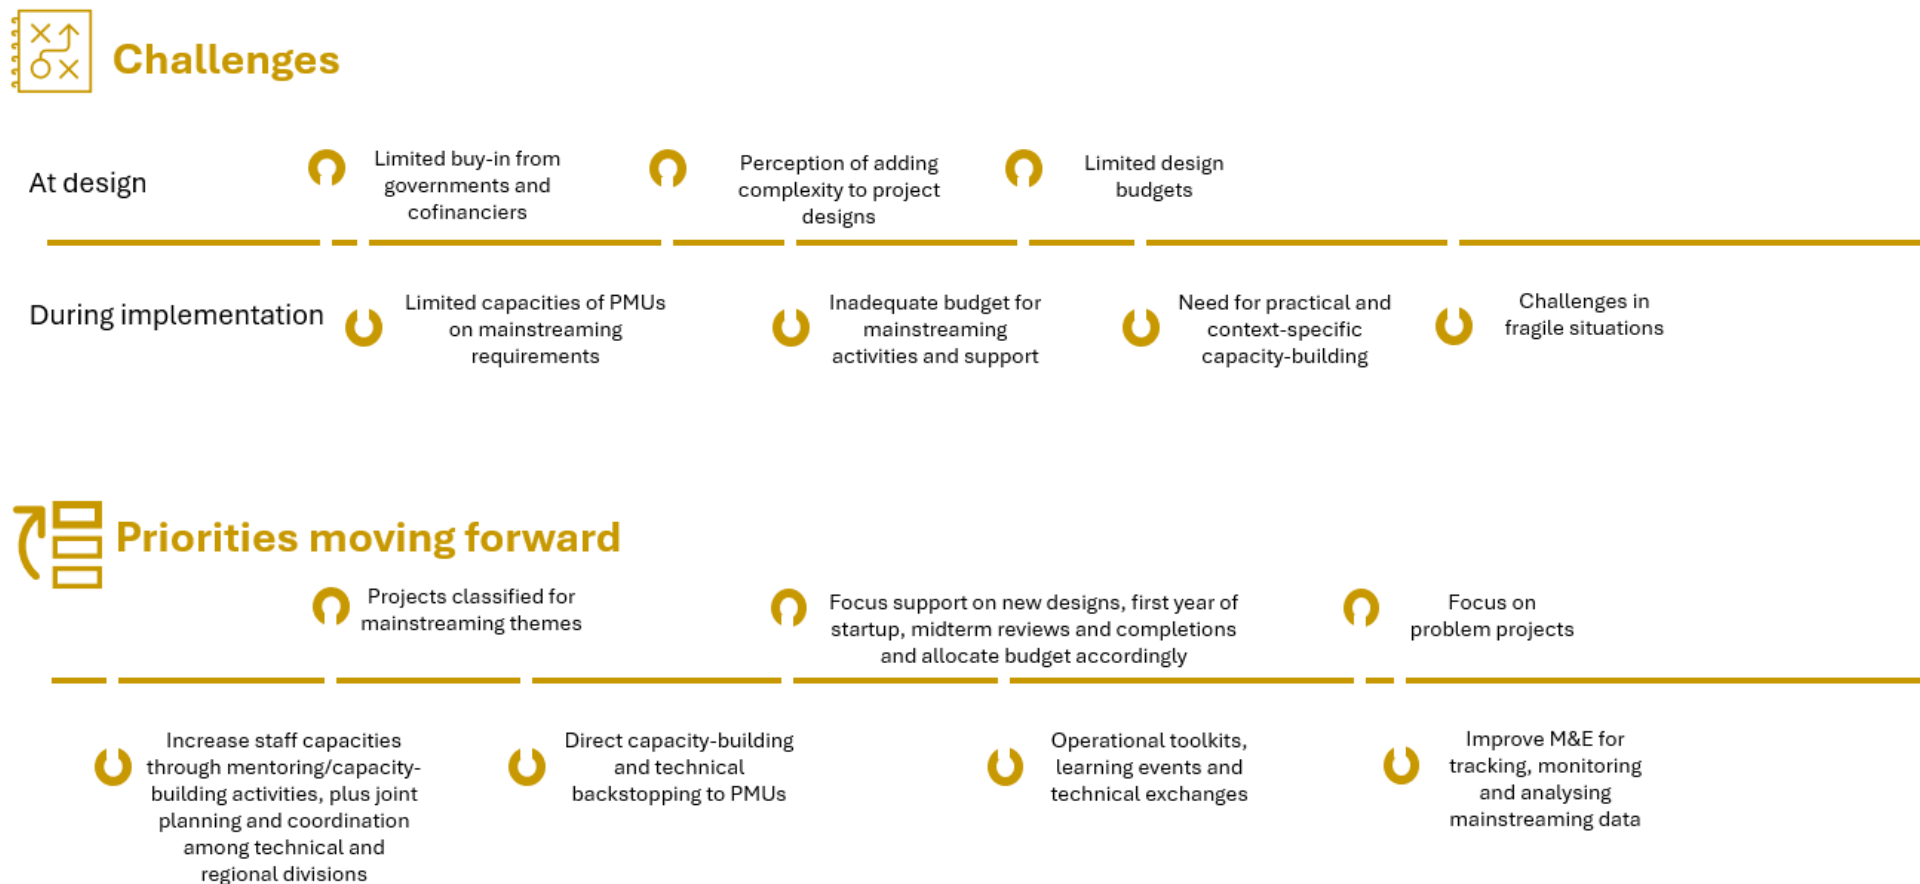 Challenges
At design
Limited buy-in from
governments and
cofinanciers
Perception of adding
complexity to project
designs
Limited design
budgets
During implementation
Limited capacities of PMUs
on mainstreaming
requirements
Inadequate budget for
mainstreaming
activities and support
Need for practical and
context-specific
capacity-building
Challenges in
fragile situations
Priorities moving forward
Projects classified for
mainstreaming themes
Focus support on new designs, first year of
startup, midterm reviews and completions
and allocate budget accordingly
Focus on
problem projects
Increase staff capacities
through mentoring/capacity-
building activities, plus joint
planning and coordination
among technical and
regional divisions
Direct capacity-building
and technical
backstopping to PMUs
Operational toolkits,
learning events and
technical exchanges
Improve M&E for
tracking, monitoring
and analysing
mainstreaming data